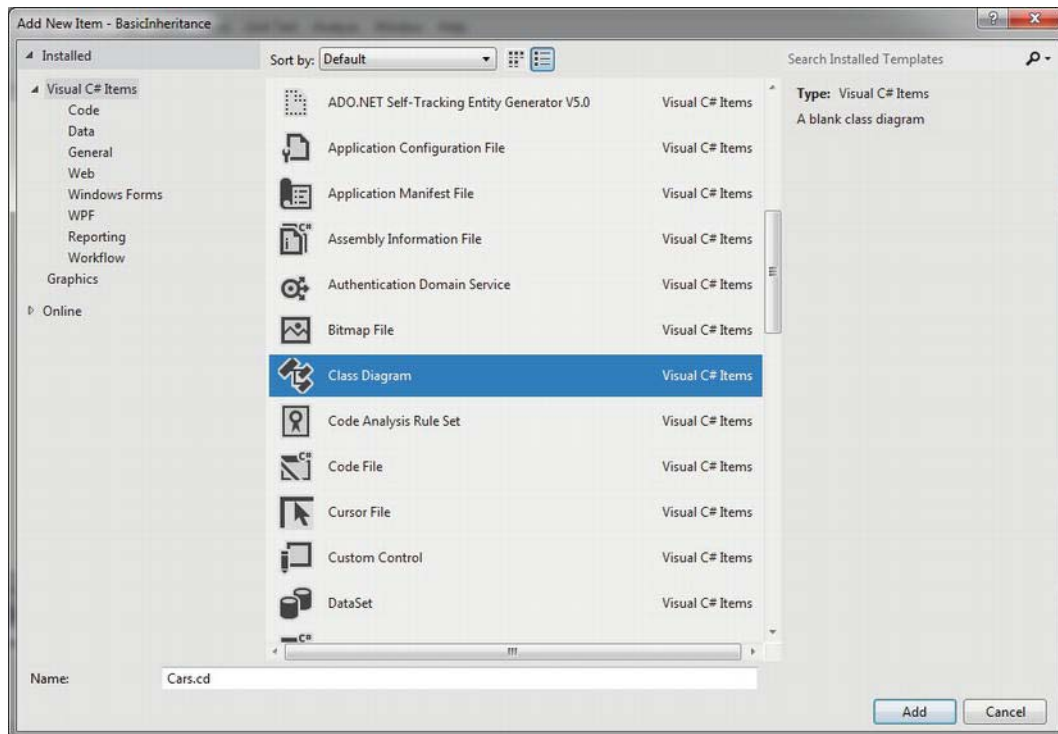 Add New Item - BasicInheritance
Installed
Sort by: Default
Search Installed Templates
Visual C# Items
Code
Data
General
Web
Windows Forms
WPF
Reporting
Workflow
Graphics
Online
ADO.NET Self-Tracking Entity Generator V5.0 Visual C# Items
Application Configuration File Visual C# Items
Application Manifest File Visual C# Items
C#
Assembly Information File Visual C# Items
Authentication Domain Service Visual C# Items
Bitmap File Visual C# Items
Class Diagram Visual C# Items
Code Analysis Rule Set Visual C# Items
C#
Code File Visual C# Items
Cursor File Visual C# Items
Custom Control Visual C# Items
DataSet Visual C# Items
C#
Type: Visual C# Items
A blank class diagram
Name: Cars.cd
Add Cancel